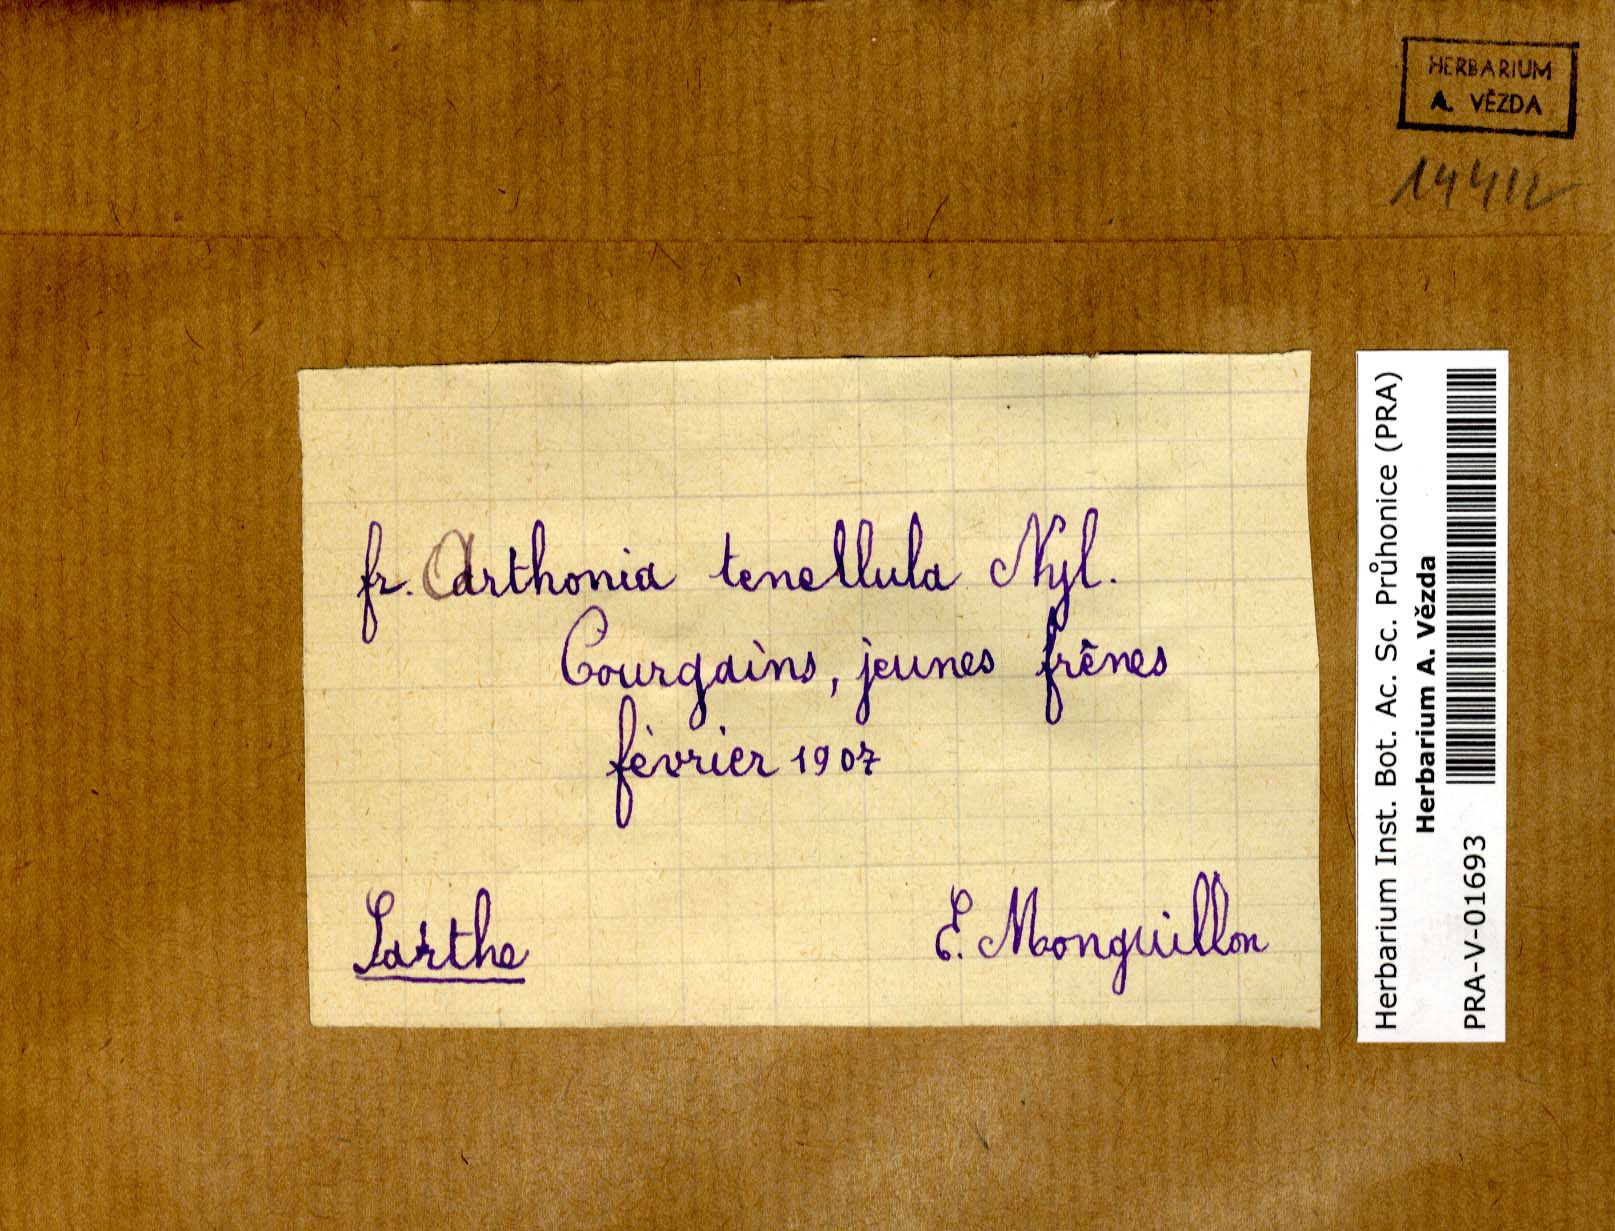 HERBARIUM
A. VĚZDA
14412
fr. Arthonia tenellula Nyl.
Courgains, jeunes frênes
février 1907
Sarthe
E. Monguillon
Herbarium Inst. Bot. Ac. Sc. Průhonice (PRA)
Herbarium A. Vězda
PRA-V-01693